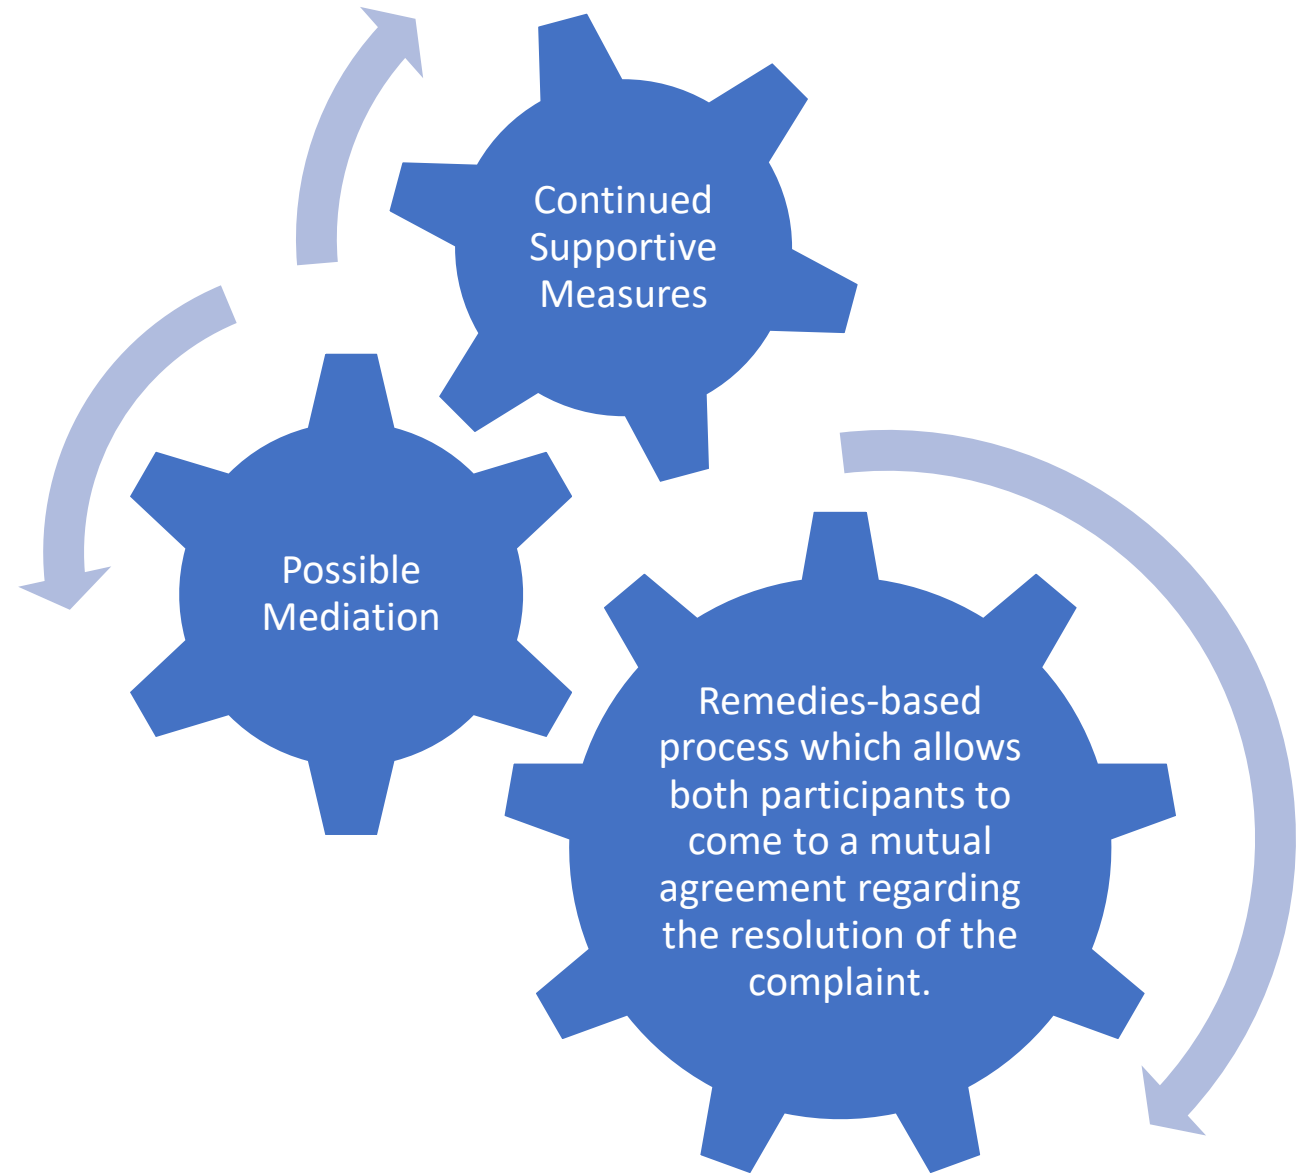 Continued
Supportive
Measures
Possible
Mediation
Remedies-based
process which allows
both participants to
come to a mutual
agreement regarding
the resolution of the
complaint.